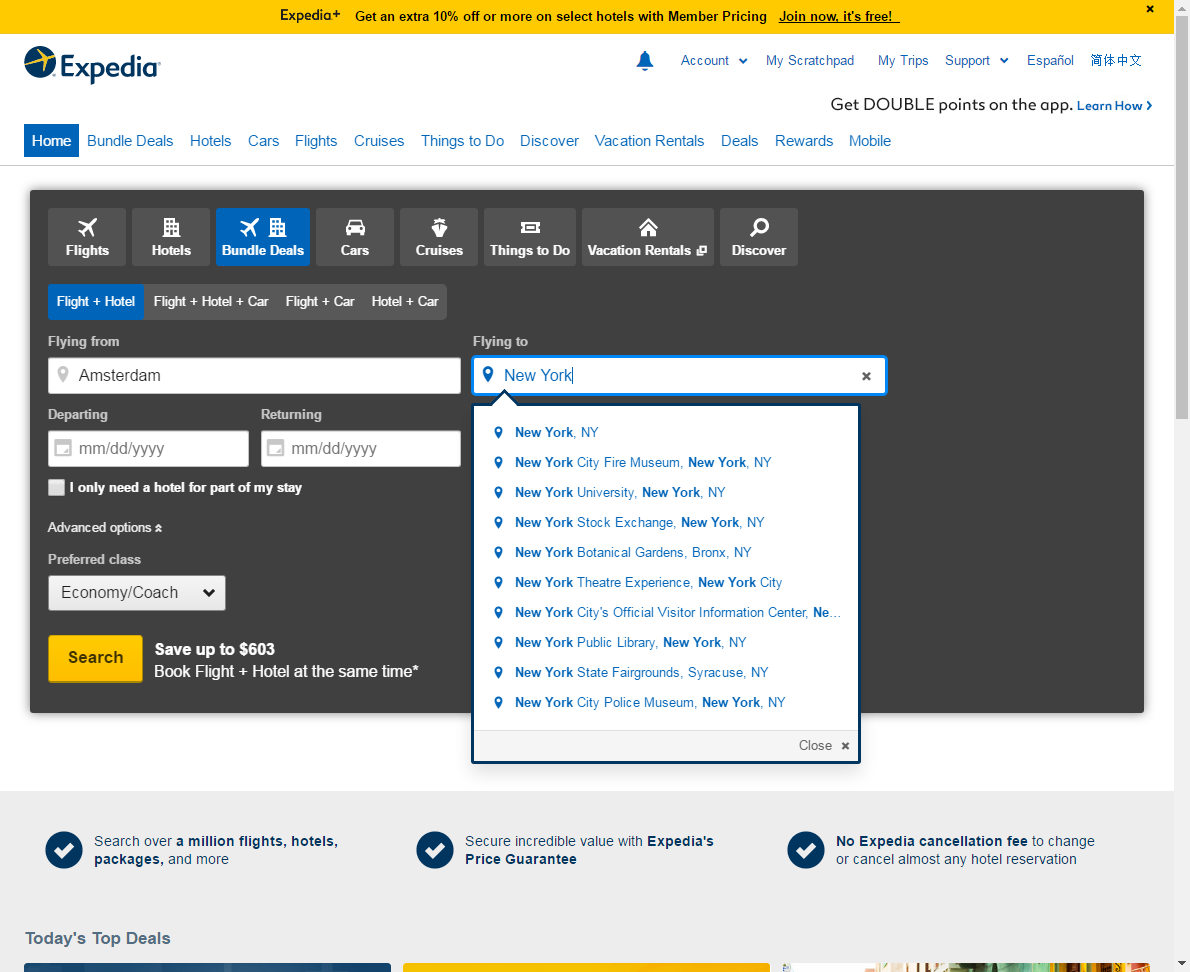 Expedia+ Get an extra 10% off or more on select hotels with Member Pricing Join now, it's free!
Expedia
Account My Scratchpad My Trips Support Español 简体中文
Get DOUBLE points on the app. Learn How
Home Bundle Deals Hotels Cars Flights Cruises Things to Do Discover Vacation Rentals Deals Rewards Mobile
Flights Hotels Bundle Deals Cars Cruises Things to Do Vacation Rentals Discover
Flight + Hotel Flight + Hotel + Car Flight + Car Hotel + Car
Flying from
Amsterdam
Flying to
New York
Departing Returning
mm/dd/yyyy mm/dd/yyyy
I only need a hotel for part of my stay
Advanced options
Preferred class
Economy/Coach
Search
Save up to $603
Book Flight + Hotel at the same time*
New York, NY
New York City Fire Museum, New York, NY
New York University, New York, NY
New York Stock Exchange, New York, NY
New York Botanical Gardens, Bronx, NY
New York Theatre Experience, New York City
New York City's Official Visitor Information Center, Ne...
New York Public Library, New York, NY
New York State Fairgrounds, Syracuse, NY
New York City Police Museum, New York, NY
Close
Search over a million flights, hotels,
packages, and more
Secure incredible value with Expedia's
Price Guarantee
No Expedia cancellation fee to change
or cancel almost any hotel reservation
Today's Top Deals